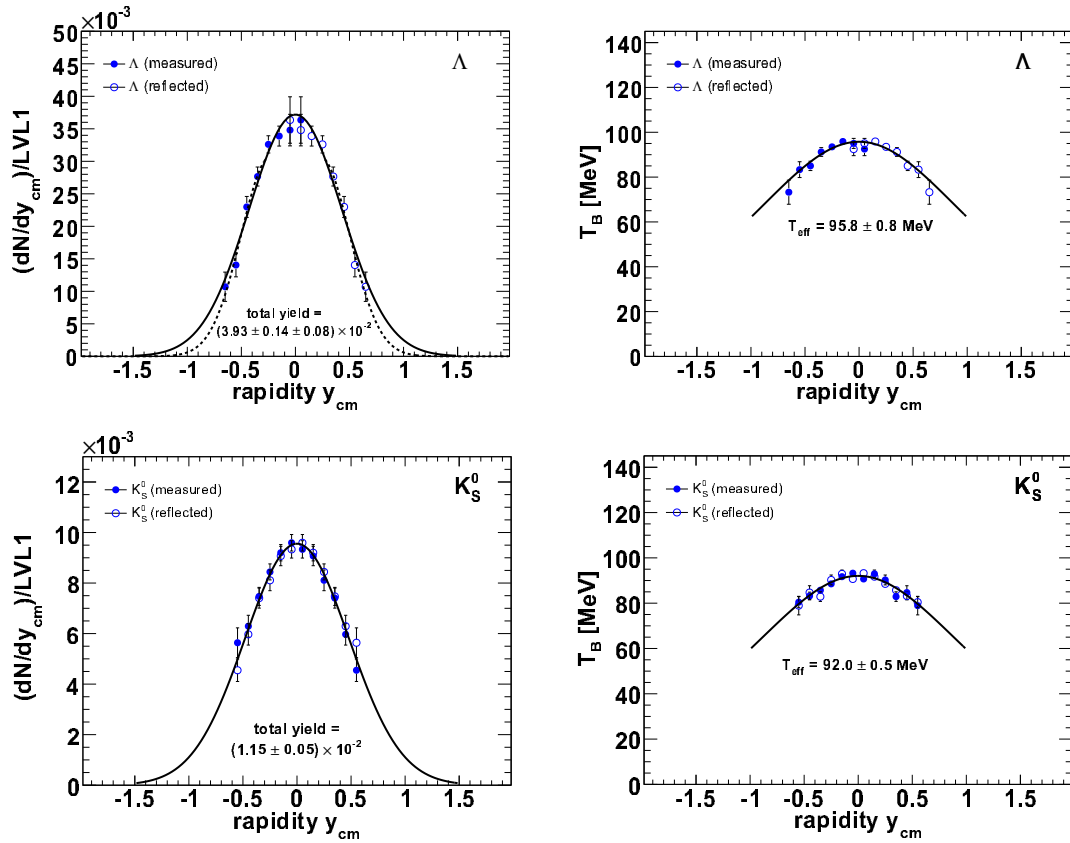 ×10⁻³
50
45
40
35
30
25
20
15
10
5
0
(dN/dy_cm)/LVL1
Λ (measured)
Λ (reflected)
Λ
total yield =
(3.93 ± 0.14 ± 0.08) × 10⁻²
-1.5 -1 -0.5 0 0.5 1 1.5
rapidity y_cm
140
120
100
80
60
40
20
0
T_B [MeV]
Λ (measured)
Λ (reflected)
Λ
T_eff = 95.8 ± 0.8 MeV
-1.5 -1 -0.5 0 0.5 1 1.5
rapidity y_cm
×10⁻³
12
10
8
6
4
2
0
(dN/dy_cm)/LVL1
K⁰_S (measured)
K⁰_S (reflected)
K⁰_S
total yield =
(1.15 ± 0.05) × 10⁻²
-1.5 -1 -0.5 0 0.5 1 1.5
rapidity y_cm
140
120
100
80
60
40
20
0
T_B [MeV]
K⁰_S (measured)
K⁰_S (reflected)
K⁰_S
T_eff = 92.0 ± 0.5 MeV
-1.5 -1 -0.5 0 0.5 1 1.5
rapidity y_cm